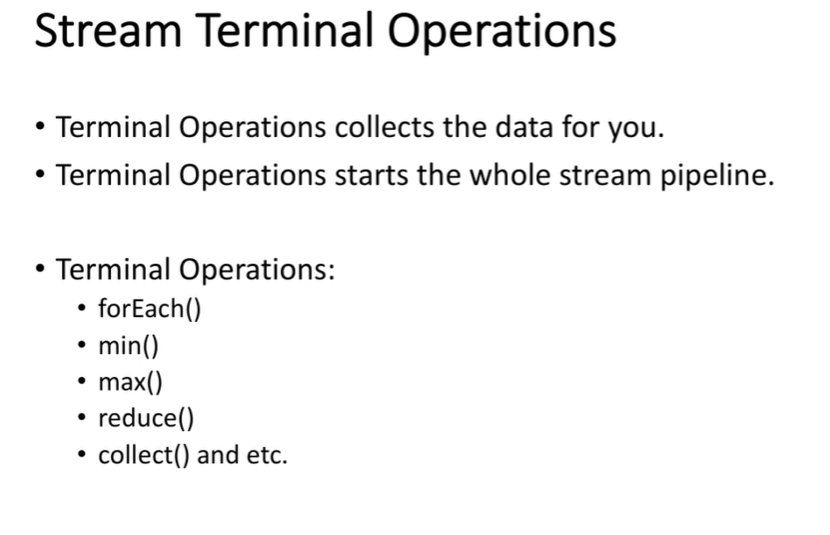 Stream Terminal Operations
• Terminal Operations collects the data for you.
• Terminal Operations starts the whole stream pipeline.
• Terminal Operations:
• forEach()
• min()
• max()
• reduce()
• collect() and etc.